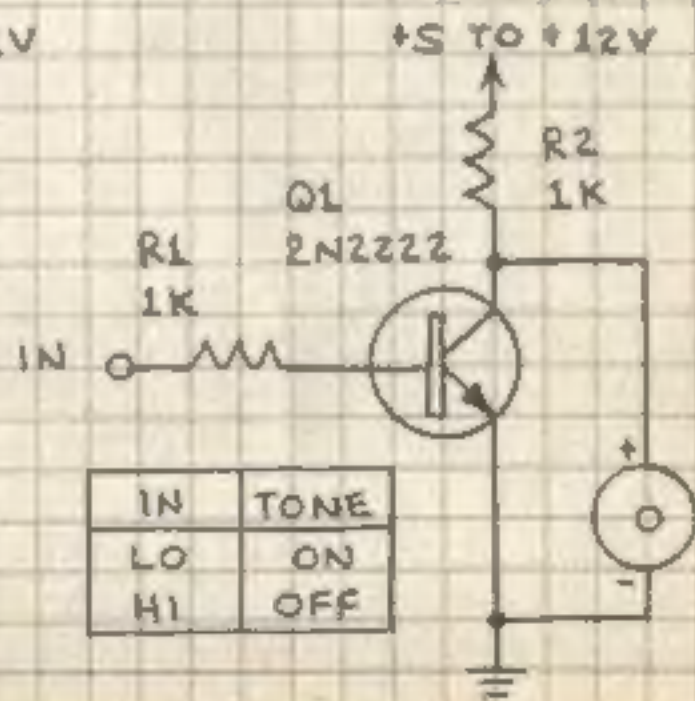 V
+5 TO +12V
R2
1K
Q1
2N2222
R1
1K
IN
+
-
IN TONE
LO ON
HI OFF